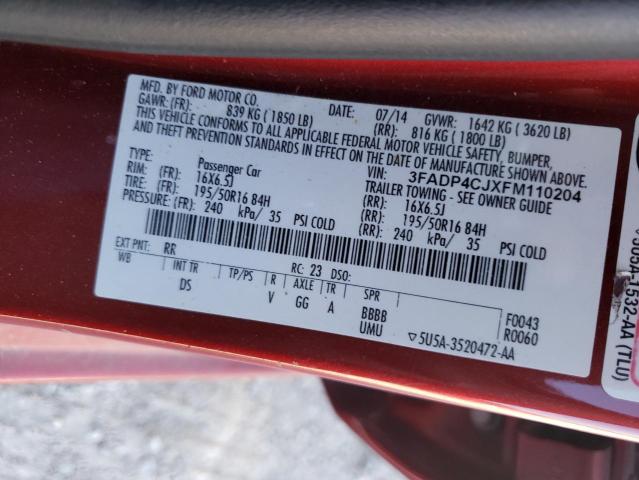 MFD. BY FORD MOTOR CO.
DATE: 07/14 GVWR: 1642 KG ( 3620 LB)
GAWR:(FR): 839 KG ( 1850 LB) (RR): 816 KG ( 1800 LB)
THIS VEHICLE CONFORMS TO ALL APPLICABLE FEDERAL MOTOR VEHICLE SAFETY, BUMPER,
AND THEFT PREVENTION STANDARDS IN EFFECT ON THE DATE OF MANUFACTURE SHOWN ABOVE.
VIN: 3FADP4CJXFM110204
TYPE: Passenger Car TRAILER TOWING - SEE OWNER GUIDE
RIM: (FR): 16X6.5J (RR): 16X6.5J
TIRE: (FR): 195/50R16 84H (RR): 195/50R16 84H
PRESSURE: (FR): 240 kPa/ 35 PSI COLD (RR): 240 kPa/ 35 PSI COLD
EXT PNT: RR RC: 23 DSO:
WB INT TR TP/PS R AXLE TR SPR
DS V GG A BBBB F0043
UMU R0060
▽5U5A-3520472-AA
1532-AA (TLU)